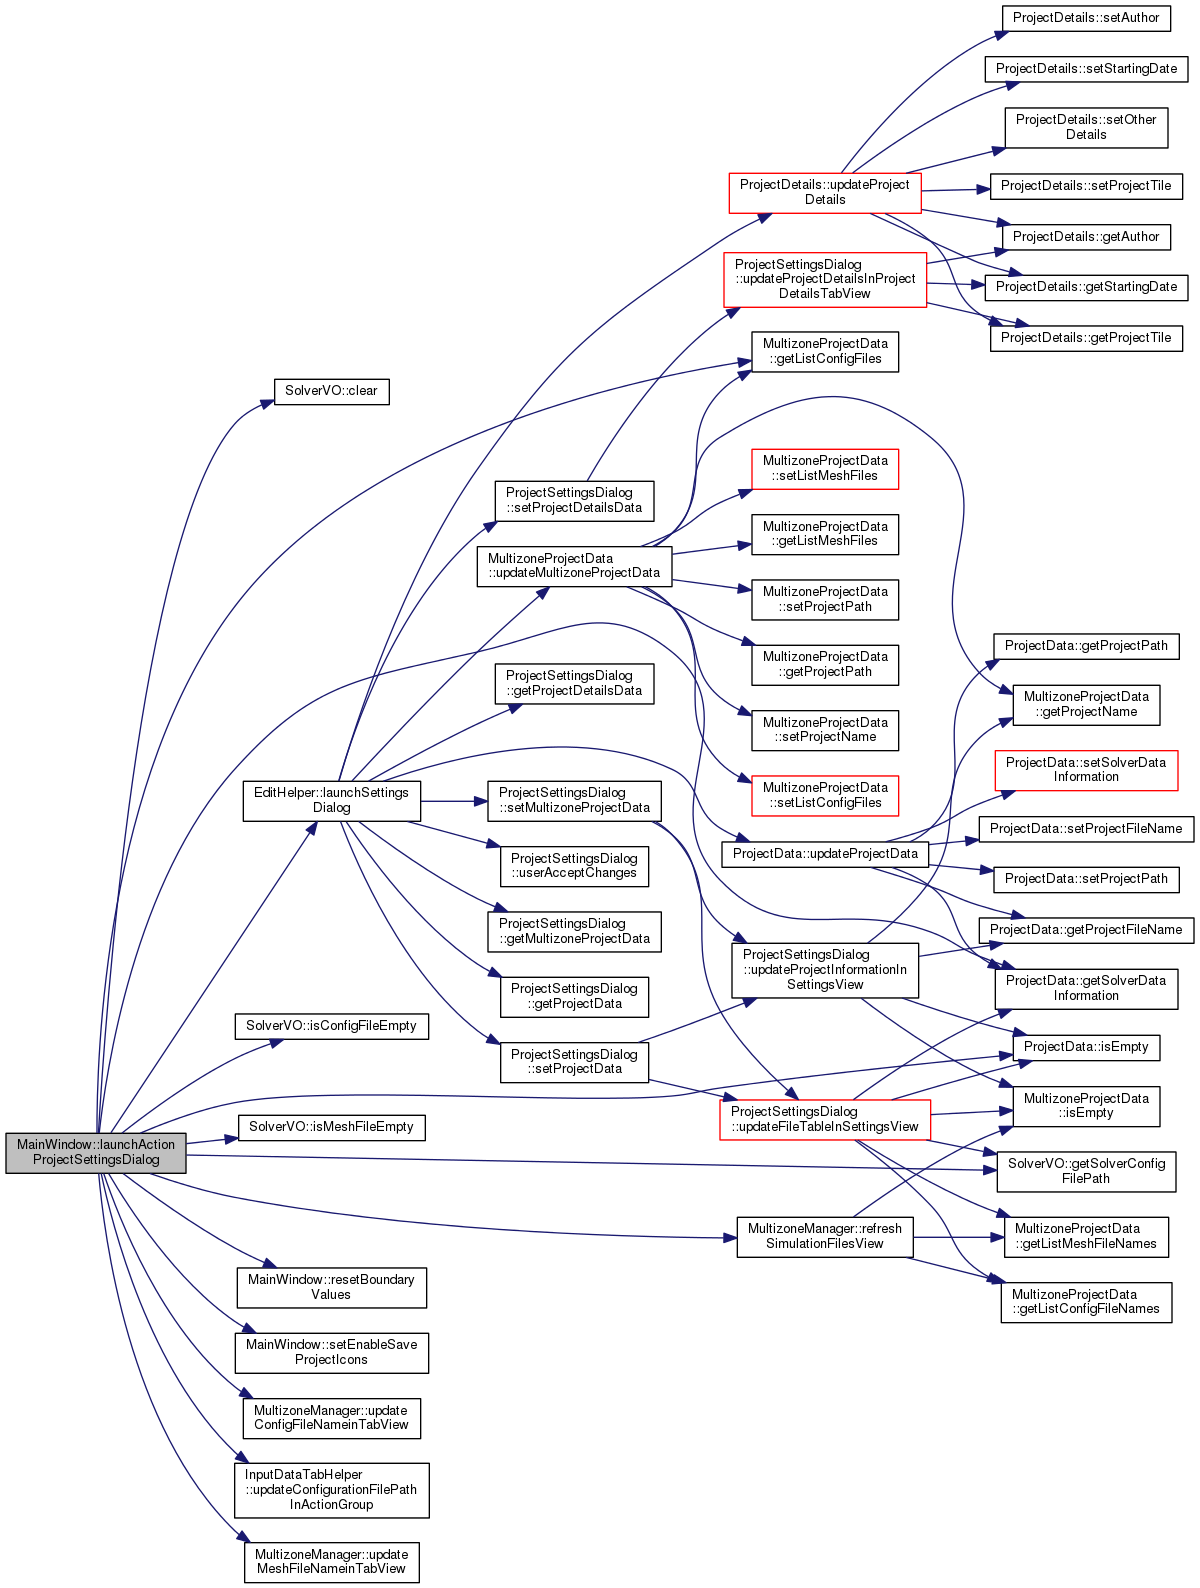 ProjectDetails::setAuthor
ProjectDetails::setStartingDate
ProjectDetails::setOther
Details
ProjectDetails::updateProject
Details
ProjectDetails::setProjectTile
ProjectDetails::getAuthor
ProjectSettingsDialog
::updateProjectDetailsInProject
DetailsTabView
ProjectDetails::getStartingDate
ProjectDetails::getProjectTile
MultizoneProjectData
::getListConfigFiles
SolverVO::clear
MultizoneProjectData
::setListMeshFiles
ProjectSettingsDialog
::setProjectDetailsData
MultizoneProjectData
::getListMeshFiles
MultizoneProjectData
::updateMultizoneProjectData
MultizoneProjectData
::setProjectPath
ProjectData::getProjectPath
MultizoneProjectData
::getProjectPath
ProjectSettingsDialog
::getProjectDetailsData
MultizoneProjectData
::getProjectName
MultizoneProjectData
::setProjectName
ProjectData::setSolverData
Information
EditHelper::launchSettings
Dialog
ProjectSettingsDialog
::setMultizoneProjectData
MultizoneProjectData
::setListConfigFiles
ProjectData::setProjectFileName
ProjectData::updateProjectData
ProjectSettingsDialog
::userAcceptChanges
ProjectData::setProjectPath
ProjectSettingsDialog
::getMultizoneProjectData
ProjectData::getProjectFileName
ProjectSettingsDialog
::updateProjectInformationIn
SettingsView
ProjectData::getSolverData
Information
ProjectSettingsDialog
::getProjectData
SolverVO::isConfigFileEmpty
ProjectSettingsDialog
::setProjectData
ProjectData::isEmpty
MultizoneProjectData
::isEmpty
ProjectSettingsDialog
::updateFileTableInSettingsView
SolverVO::isMeshFileEmpty
MainWindow::launchAction
ProjectSettingsDialog
SolverVO::getSolverConfig
FilePath
MultizoneManager::refresh
SimulationFilesView
MultizoneProjectData
::getListMeshFileNames
MainWindow::resetBoundary
Values
MultizoneProjectData
::getListConfigFileNames
MainWindow::setEnableSave
ProjectIcons
MultizoneManager::update
ConfigFileNameinTabView
InputDataTabHelper
::updateConfigurationFilePath
InActionGroup
MultizoneManager::update
MeshFileNameinTabView